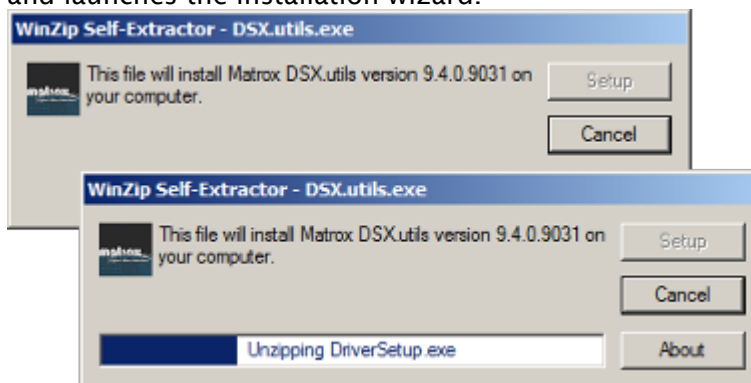 and launches the installation wizard.
WinZip Self-Extractor - DSX.utils.exe
This file will install Matrox DSX.utils version 9.4.0.9031 on
your computer.
Setup
Cancel
matrox
WinZip Self-Extractor - DSX.utils.exe
This file will install Matrox DSX.utils version 9.4.0.9031 on
your computer.
Setup
Cancel
matrox
Unzipping DriverSetup.exe
About